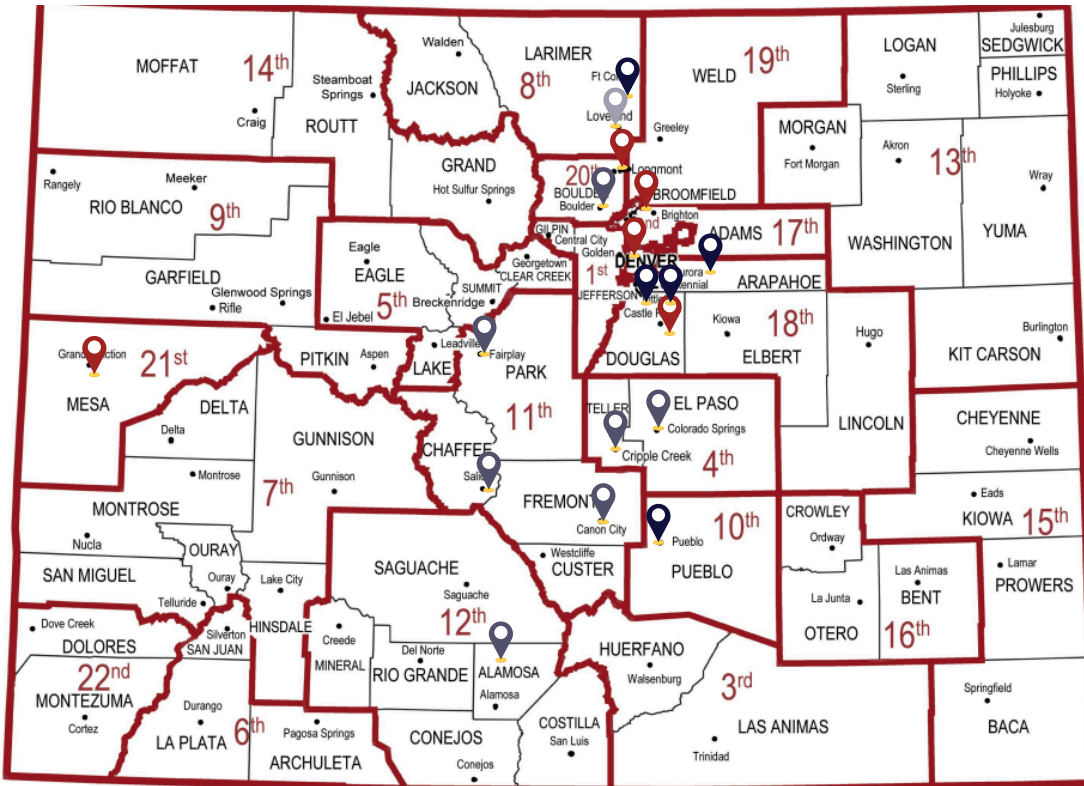 MOFFAT
14th
Craig
Steamboat
Springs
ROUTT
Walden
JACKSON
LARIMER
8th
WELD
19th
Greeley
LOGAN
Sterling
Julesburg
SEDGWICK
PHILLIPS
Holyoke
MORGAN
Fort Morgan
Akron
13th
Wray
WASHINGTON
YUMA
GRAND
Hot Sulfur Springs
20th
Longmont
Boulder
BROOMFIELD
Brighton
ADAMS
17th
Rangely
Meeker
RIO BLANCO
9th
GARFIELD
Glenwood Springs
Rifle
Eagle
EAGLE
5th
El Jebel
SUMMIT
Breckenridge
GILPIN
Central City
Golden
Georgetown
CLEAR CREEK
1st
JEFFERSON
DENVER
ARAPAHOE
18th
Kiowa
ELBERT
DOUGLAS
Hugo
LINCOLN
Burlington
KIT CARSON
21st
MESA
PITKIN
Aspen
Leadville
LAKE
Fairplay
PARK
11th
DELTA
Delta
Montrose
MONTROSE
Nucla
GUNNISON
Gunnison
7th
CHAFFEE
TELLER
EL PASO
Colorado Springs
Cripple Creek
4th
CHEYENNE
Cheyenne Wells
Eads
KIOWA
15th
Canon City
10th
Pueblo
PUEBLO
CROWLEY
Ordway
OURAY
Ouray
SAN MIGUEL
Telluride
Lake City
HINSDALE
SAGUACHE
Saguache
12th
Westcliffe
CUSTER
La Junta
OTERO
Las Animas
BENT
16th
Lamar
PROWERS
Dove Creek
DOLORES
22nd
MONTEZUMA
Cortez
Silverton
SAN JUAN
Durango
LA PLATA
6th
Creede
MINERAL
Del Norte
RIO GRANDE
ALAMOSA
Alamosa
HUERFANO
Walsenburg
3rd
Pagosa Springs
ARCHULETA
CONEJOS
Conejos
COSTILLA
San Luis
LAS ANIMAS
Trinidad
Springfield
BACA